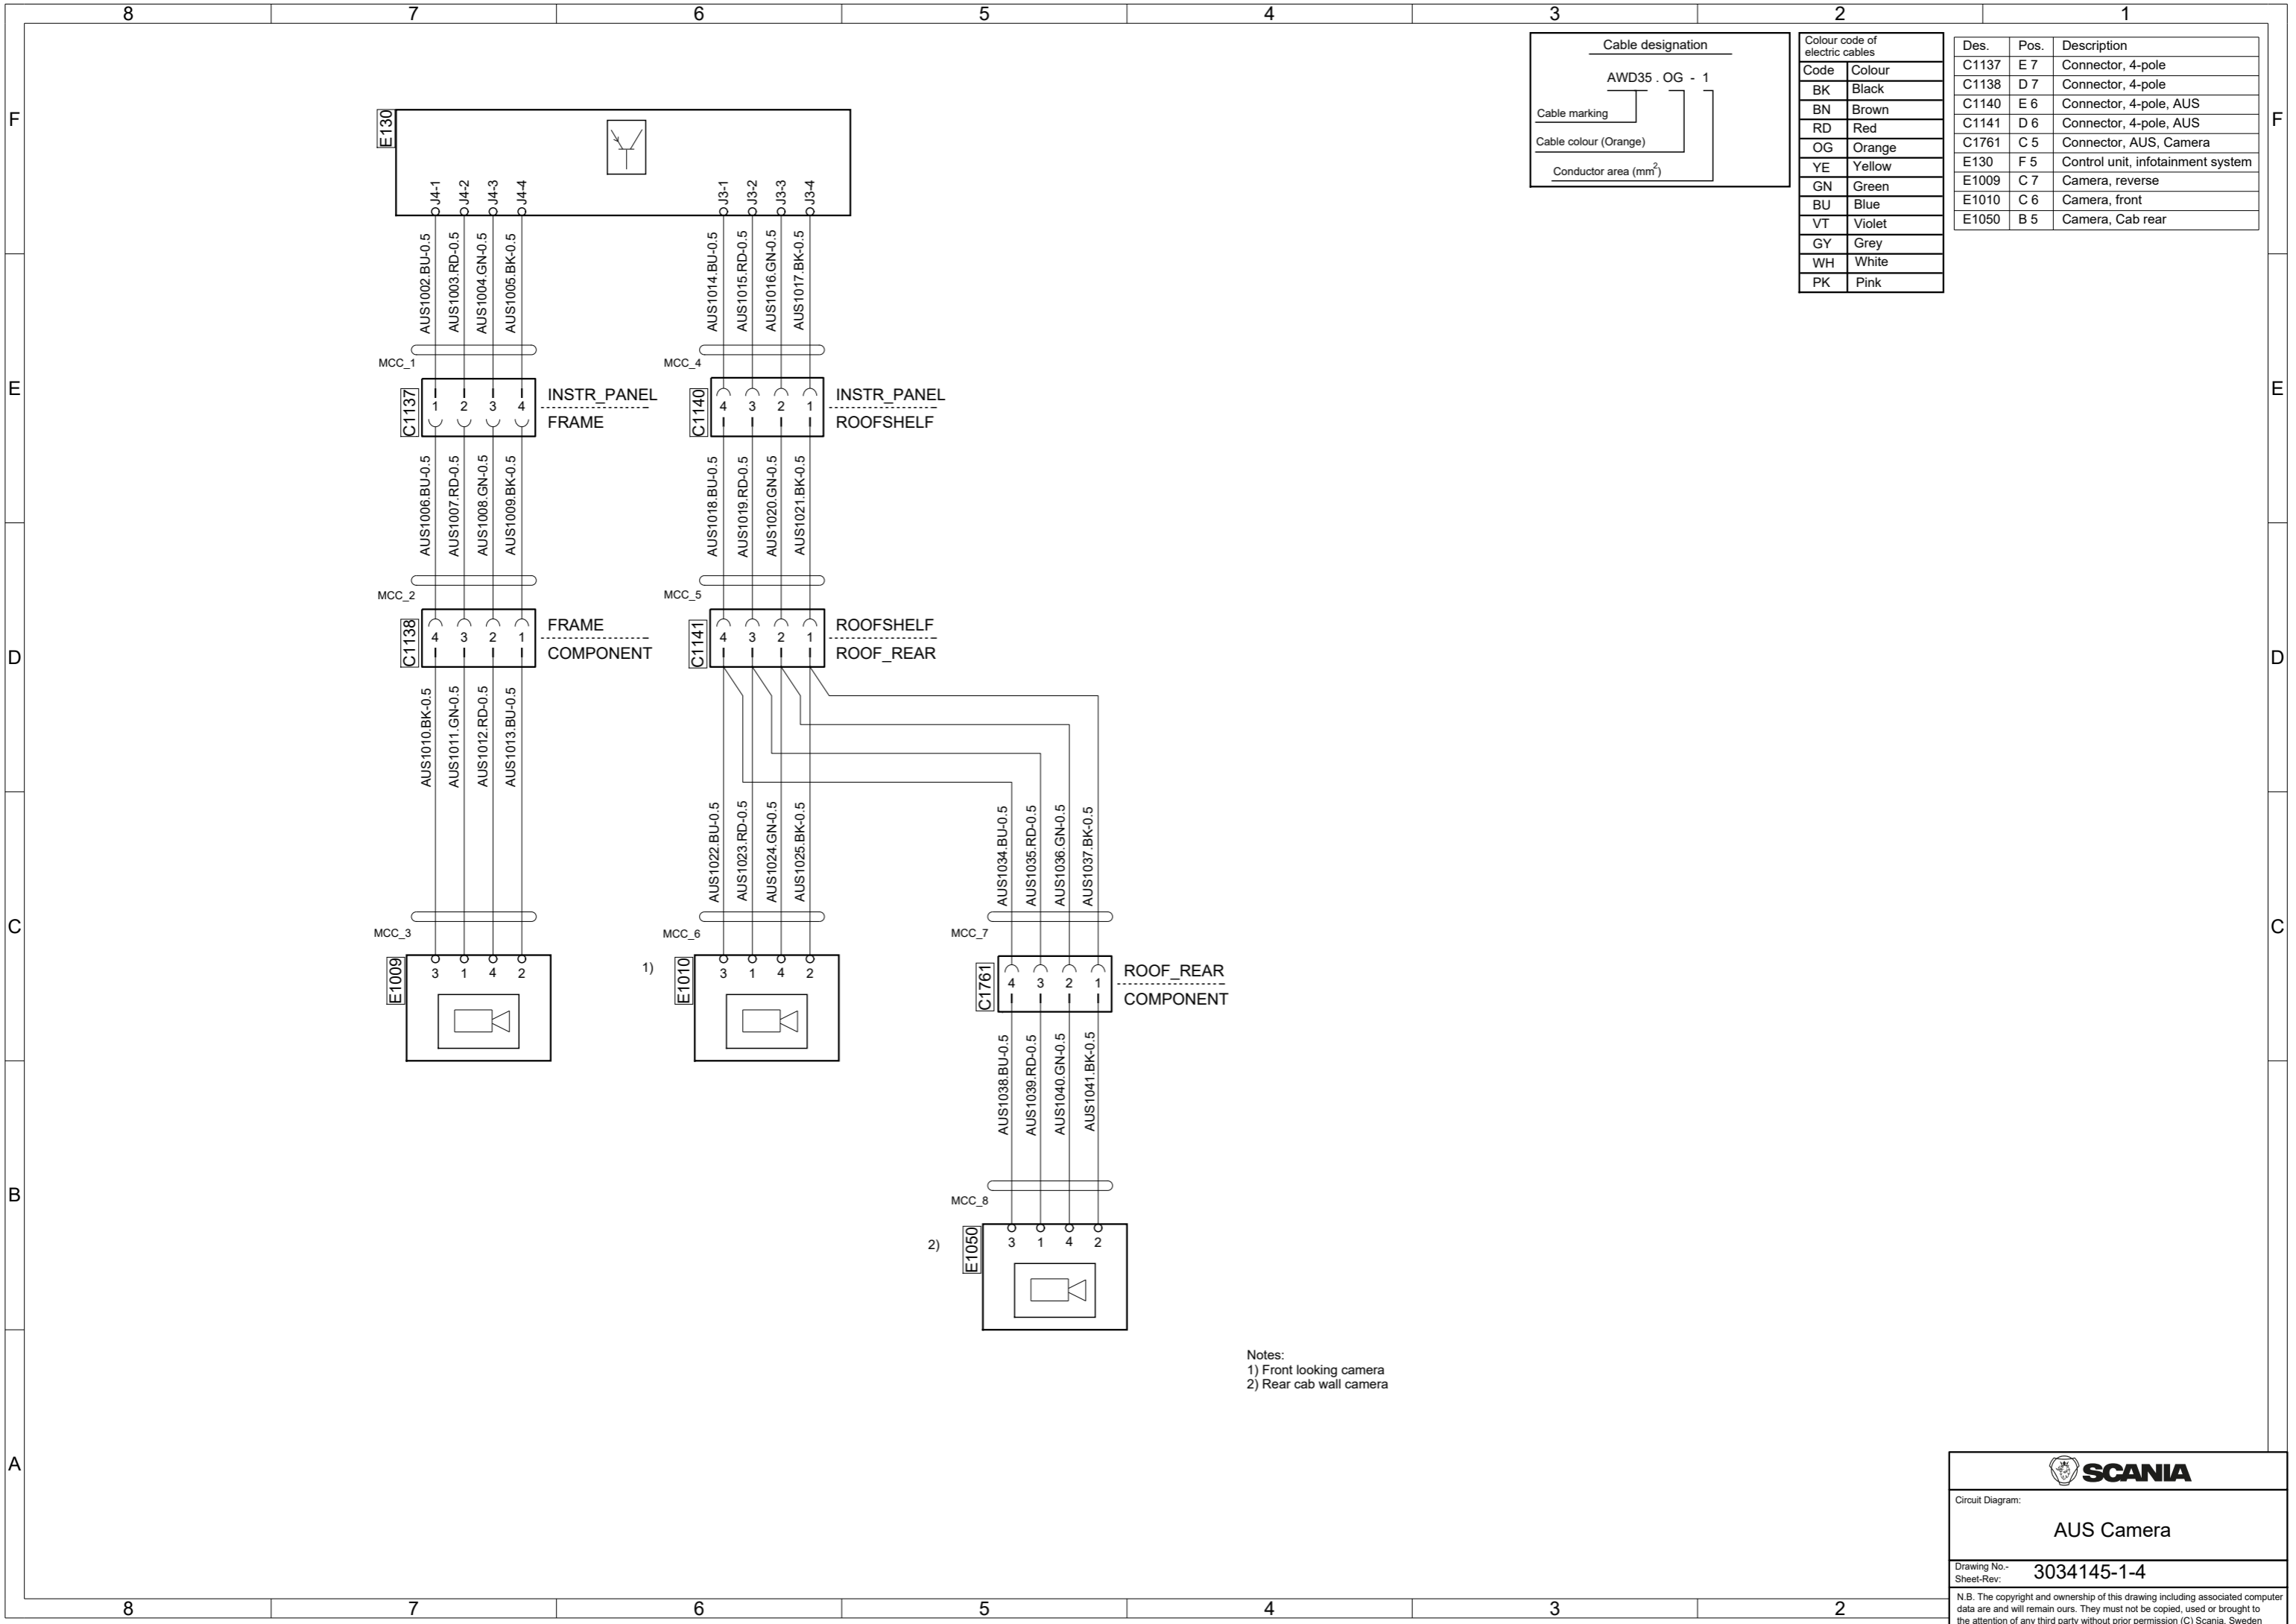 8 7 6 5 4 3 2 1
F
E
D
C
B
A
F
E
D
C
Cable designation
AWD35 . OG - 1
Cable marking
Cable colour (Orange)
Conductor area (mm2)
Colour code of
electric cables
Code Colour
BK Black
BN Brown
RD Red
OG Orange
YE Yellow
GN Green
BU Blue
VT Violet
GY Grey
WH White
PK Pink
Des. Pos. Description
C1137 E 7 Connector, 4-pole
C1138 D 7 Connector, 4-pole
C1140 E 6 Connector, 4-pole, AUS
C1141 D 6 Connector, 4-pole, AUS
C1761 C 5 Connector, AUS, Camera
E130 F 5 Control unit, infotainment system
E1009 C 7 Camera, reverse
E1010 C 6 Camera, front
E1050 B 5 Camera, Cab rear
E130
J4-1 J4-2 J4-3 J4-4 J3-1 J3-2 J3-3 J3-4
AUS1002.BU-0.5
AUS1003.RD-0.5
AUS1004.GN-0.5
AUS1005.BK-0.5
AUS1014.BU-0.5
AUS1015.RD-0.5
AUS1016.GN-0.5
AUS1017.BK-0.5
MCC_1
MCC_4
C1137
1 2 3 4
INSTR_PANEL
FRAME
C1140
4 3 2 1
INSTR_PANEL
ROOFSHELF
AUS1006.BU-0.5
AUS1007.RD-0.5
AUS1008.GN-0.5
AUS1009.BK-0.5
AUS1018.BU-0.5
AUS1019.RD-0.5
AUS1020.GN-0.5
AUS1021.BK-0.5
MCC_2
MCC_5
C1138
4 3 2 1
FRAME
COMPONENT
C1141
4 3 2 1
ROOFSHELF
ROOF_REAR
AUS1010.BK-0.5
AUS1011.GN-0.5
AUS1012.RD-0.5
AUS1013.BU-0.5
AUS1022.BU-0.5
AUS1023.RD-0.5
AUS1024.GN-0.5
AUS1025.BK-0.5
AUS1034.BU-0.5
AUS1035.RD-0.5
AUS1036.GN-0.5
AUS1037.BK-0.5
MCC_3
MCC_6
MCC_7
E1009
3 1 4 2
1)
E1010
3 1 4 2
C1761
4 3 2 1
ROOF_REAR
COMPONENT
AUS1038.BU-0.5
AUS1039.RD-0.5
AUS1040.GN-0.5
AUS1041.BK-0.5
MCC_8
2)
E1050
3 1 4 2
Notes:
1) Front looking camera
2) Rear cab wall camera
SCANIA
Circuit Diagram:
AUS Camera
Drawing No.-
Sheet-Rev:
3034145-1-4
N.B. The copyright and ownership of this drawing including associated computer
data are and will remain ours. They must not be copied, used or brought to
the attention of any third party without prior permission (C) Scania, Sweden
8 7 6 5 4 3 2